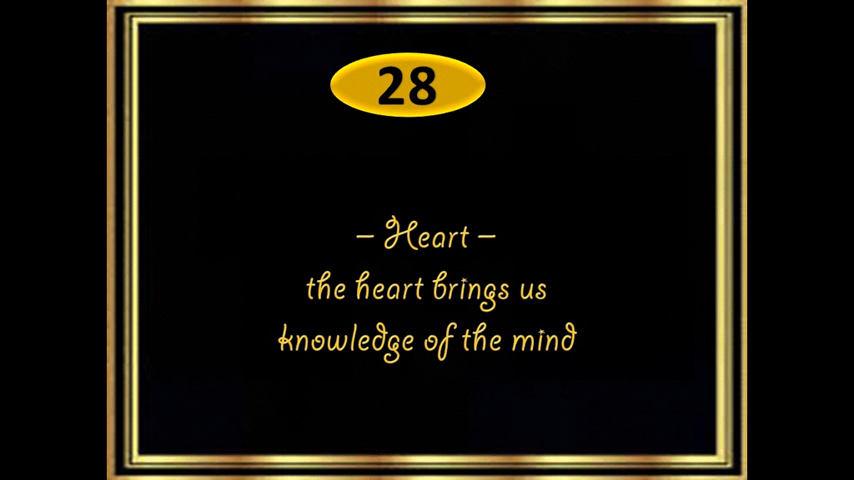 28
– Heart –
the heart brings us
knowledge of the mind